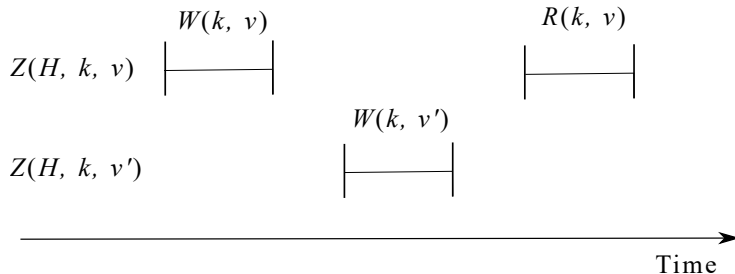 W(k, v)
R(k, v)
Z(H, k, v)
W(k, v')
Z(H, k, v')
Time